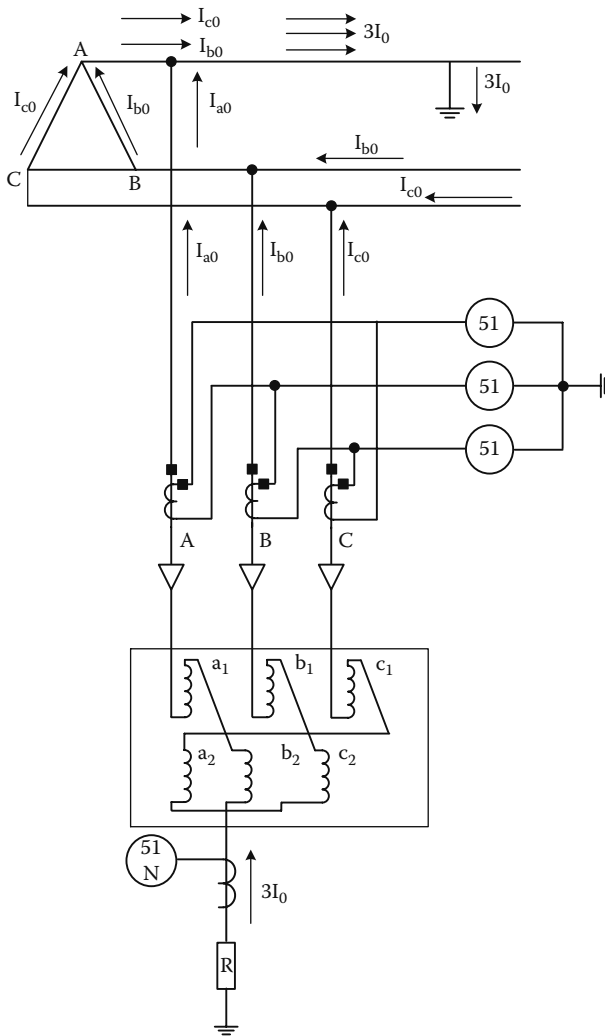 I_c0
I_b0
3I_0
A
I_c0
I_b0
I_a0
3I_0
C
B
I_b0
I_c0
I_a0
I_b0
I_c0
51
51
51
A
B
C
a_1
b_1
c_1
a_2
b_2
c_2
51
N
3I_0
R